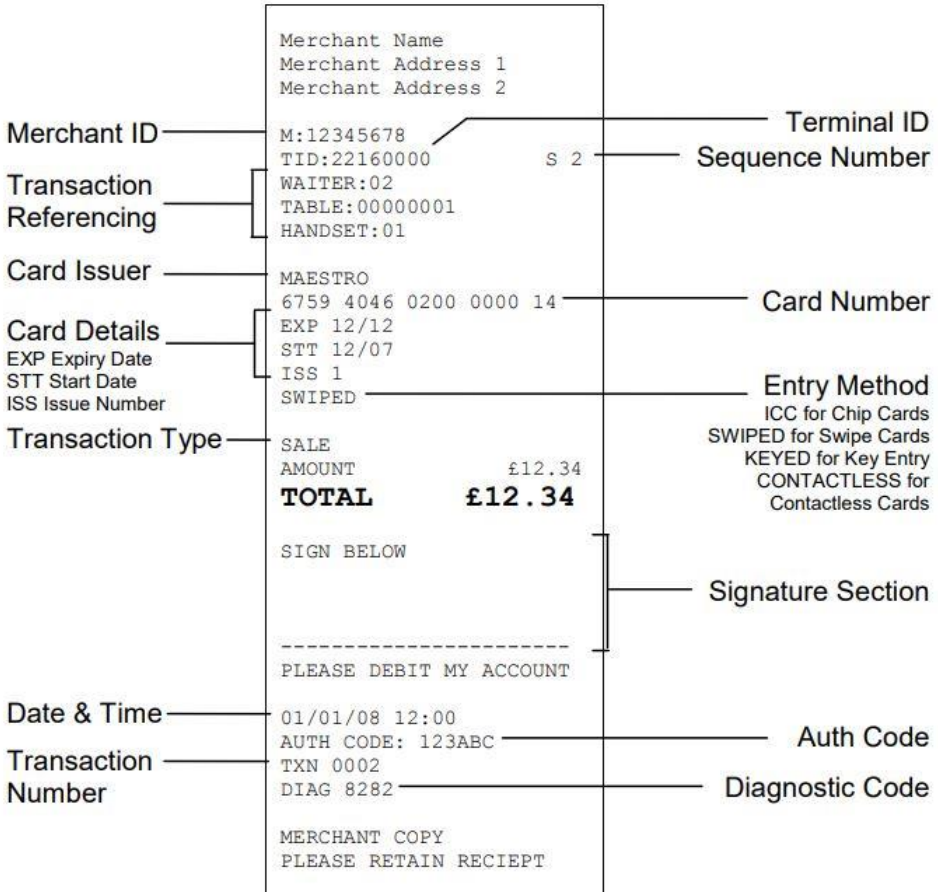 Merchant Name
Merchant Address 1
Merchant Address 2
Merchant ID
M:12345678
Terminal ID
TID:22160000 S 2
Sequence Number
Transaction
Referencing
WAITER:02
TABLE:00000001
HANDSET:01
Card Issuer
MAESTRO
6759 4046 0200 0000 14
Card Number
Card Details
EXP Expiry Date
STT Start Date
ISS Issue Number
EXP 12/12
STT 12/07
ISS 1
SWIPED
Entry Method
ICC for Chip Cards
SWIPED for Swipe Cards
KEYED for Key Entry
CONTACTLESS for
Contactless Cards
Transaction Type
SALE
AMOUNT £12.34
TOTAL £12.34
SIGN BELOW
Signature Section
-----------------------
PLEASE DEBIT MY ACCOUNT
Date & Time
01/01/08 12:00
AUTH CODE: 123ABC
Auth Code
Transaction
Number
TXN 0002
DIAG 8282
Diagnostic Code
MERCHANT COPY
PLEASE RETAIN RECIEPT